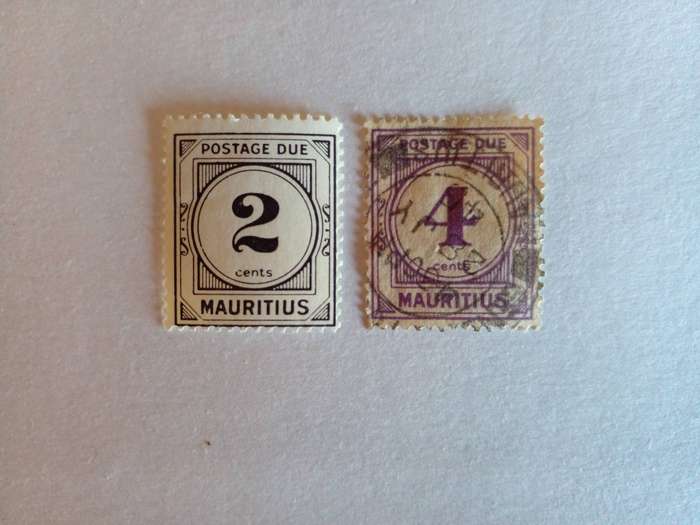 POSTAGE DUE
2
cents
MAURITIUS
POSTAGE DUE
4
cents
MAURITIUS